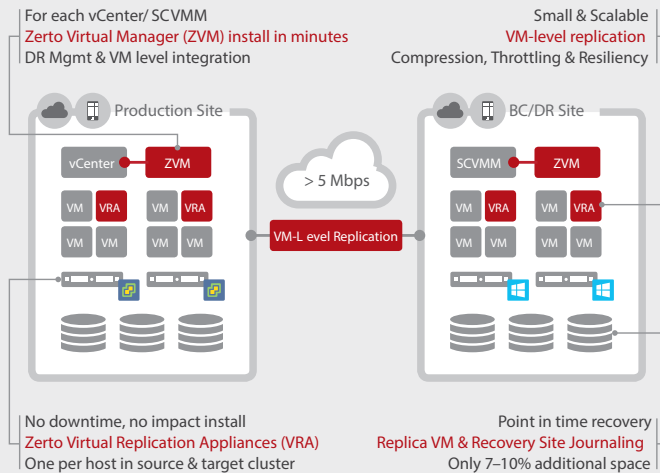 For each vCenter/ SCVMM
Zerto Virtual Manager (ZVM) install in minutes
DR Mgmt & VM level integration
Small & Scalable
VM-level replication
Compression, Throttling & Resiliency
Production Site
vCenter
ZVM
VM
VRA
VM
VRA
VM
VM
VM
VM
> 5 Mbps
VM-L evel Replication
BC/DR Site
SCVMM
ZVM
VM
VRA
VM
VRA
VM
VM
VM
VM
No downtime, no impact install
Zerto Virtual Replication Appliances (VRA)
One per host in source & target cluster
Point in time recovery
Replica VM & Recovery Site Journaling
Only 7–10% additional space